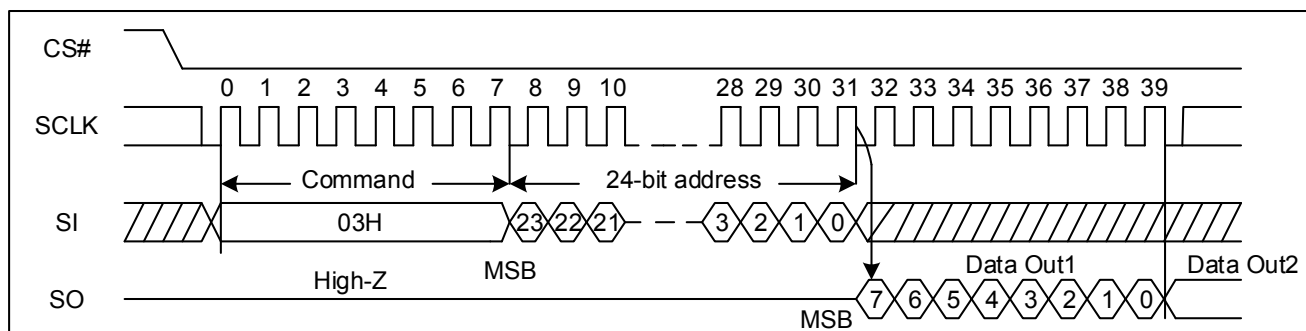 CS#
0 1 2 3 4 5 6 7 8 9 10 28 29 30 31 32 33 34 35 36 37 38 39
SCLK
Command 24-bit address
SI 03H 23 22 21 3 2 1 0
High-Z MSB Data Out1 Data Out2
SO 7 6 5 4 3 2 1 0
MSB